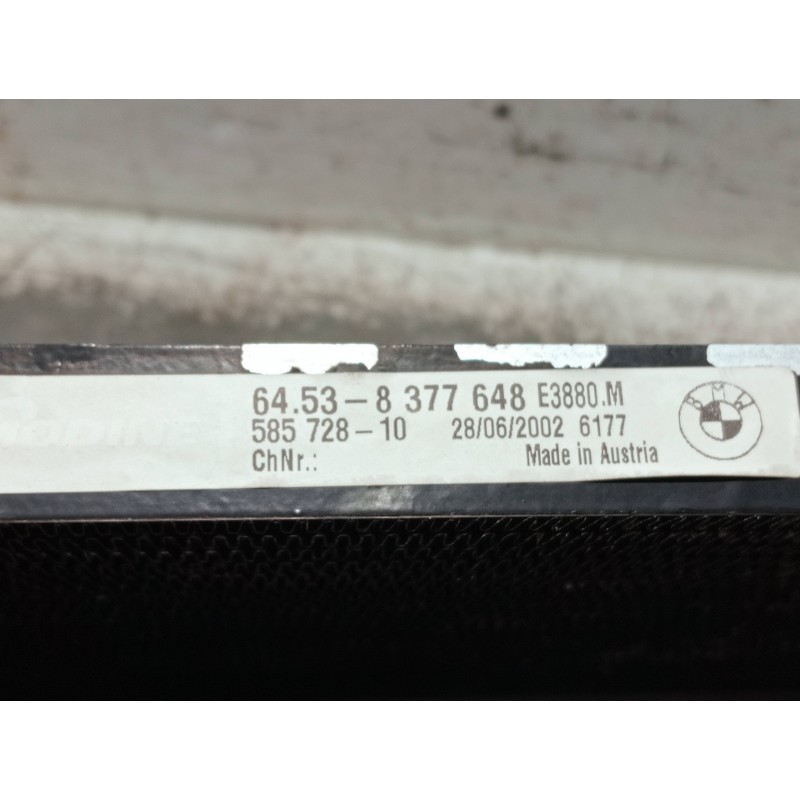 64.53-8 377 648 E3880.M
585 728-10 28/06/2002 6177
ChNr.: Made in Austria
BMW